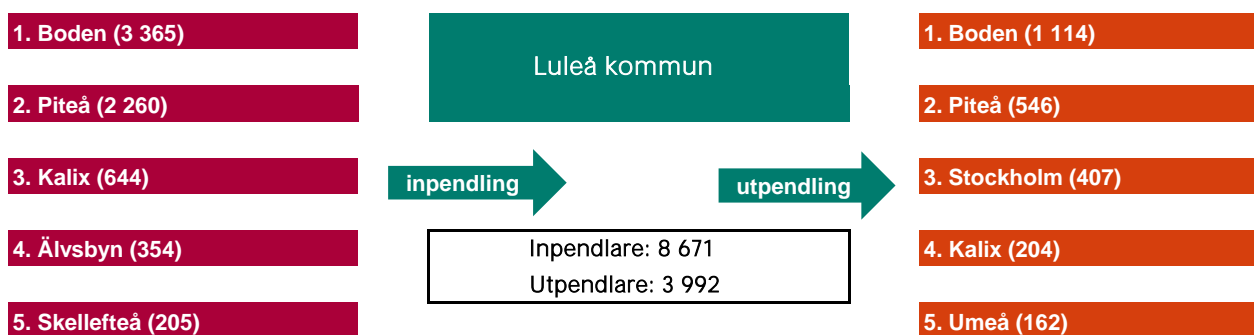 1. Boden (3 365)
2. Piteå (2 260)
3. Kalix (644)
4. Älvsbyn (354)
5. Skellefteå (205)
Luleå kommun
inpendling
utpendling
Inpendlare: 8 671
Utpendlare: 3 992
1. Boden (1 114)
2. Piteå (546)
3. Stockholm (407)
4. Kalix (204)
5. Umeå (162)